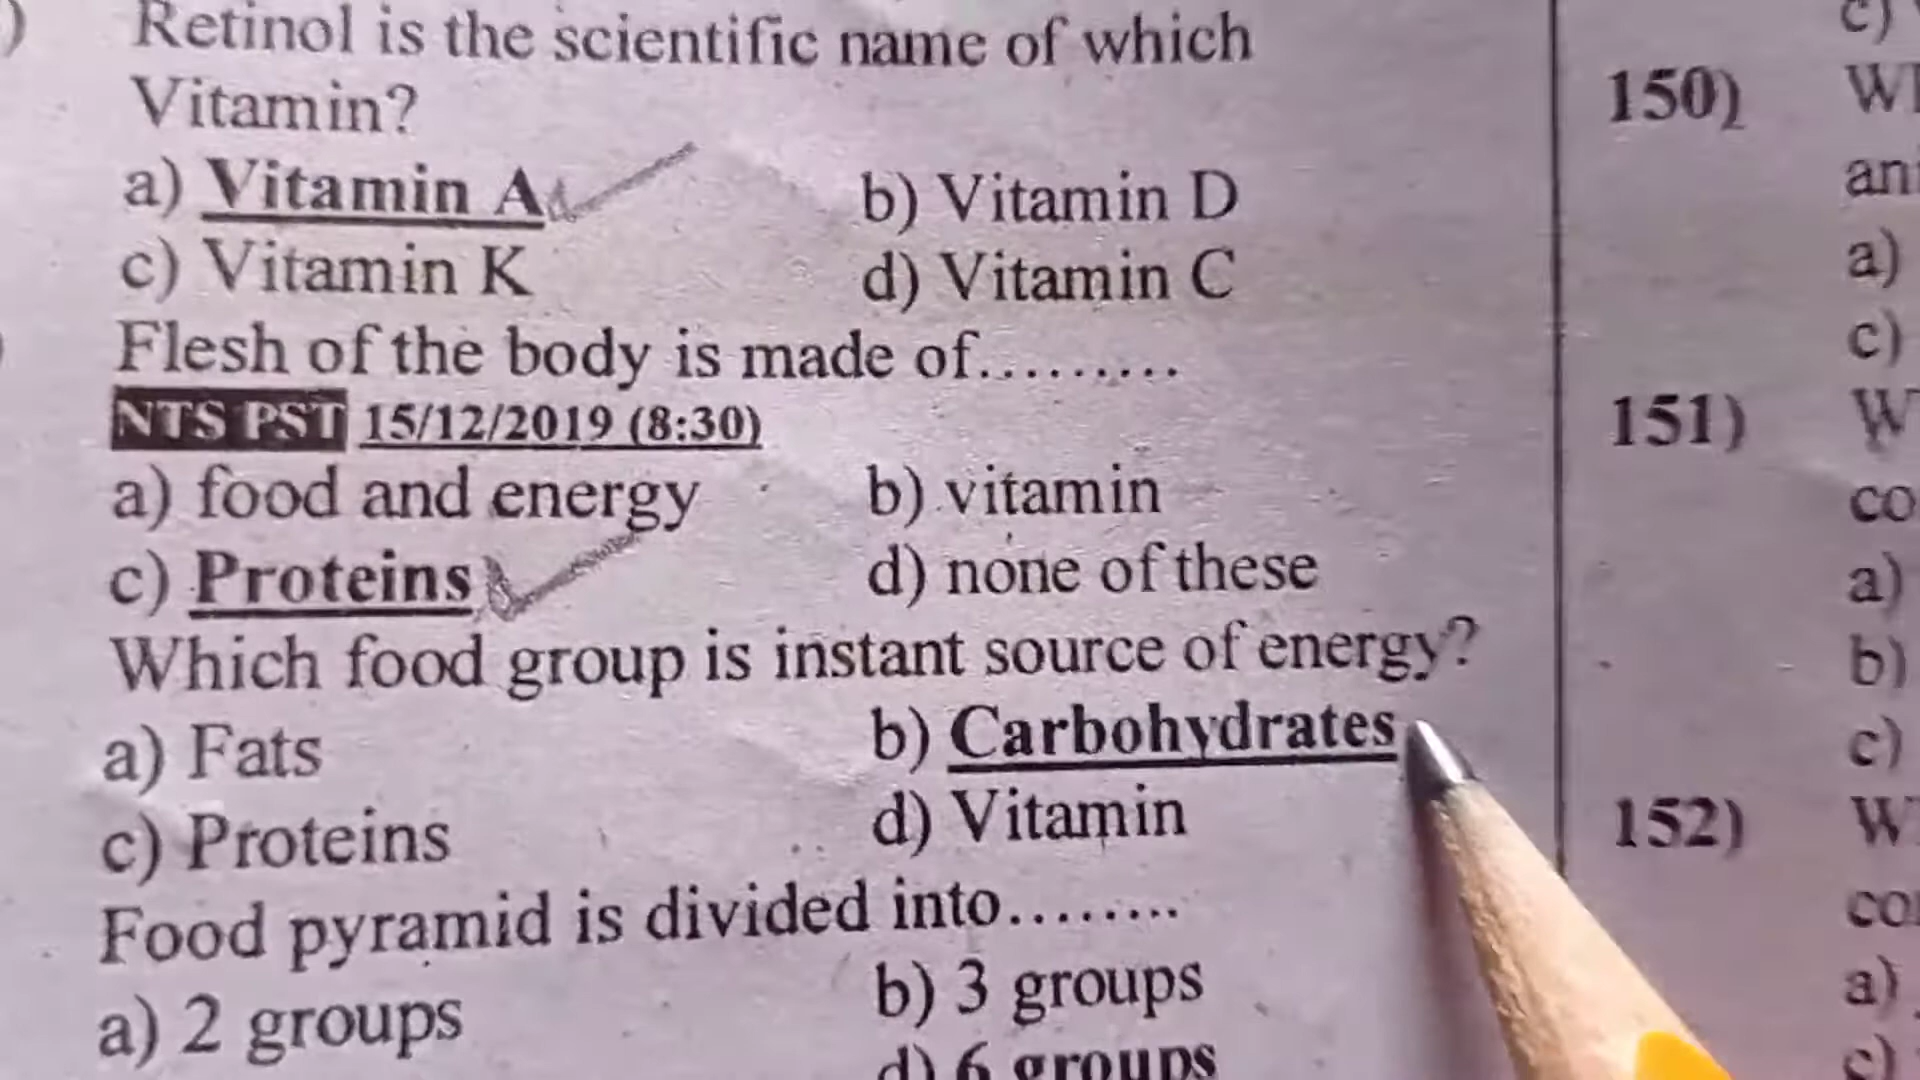 Retinol is the scientific name of which
Vitamin?
a) Vitamin A
b) Vitamin D
c) Vitamin K
d) Vitamin C
Flesh of the body is made of.........
NTS PST 15/12/2019 (8:30)
a) food and energy
b) vitamin
c) Proteins
d) none of these
Which food group is instant source of energy?
a) Fats
b) Carbohydrates
c) Proteins
d) Vitamin
Food pyramid is divided into........
a) 2 groups
b) 3 groups
d) 6 groups
c)
150)
a)
c)
151)
a)
b)
c)
152)
a)
c)